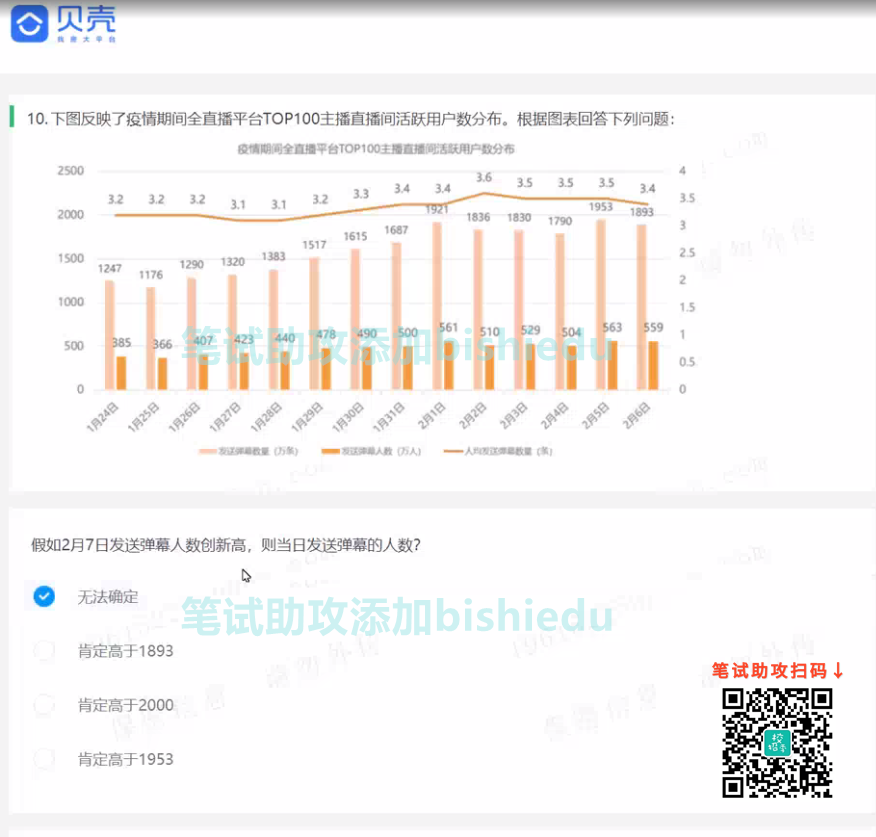 贝壳
找房大平台
10. 下图反映了疫情期间全直播平台TOP100主播直播间活跃用户数分布。根据图表回答下列问题：
疫情期间全直播平台TOP100主播直播间活跃用户数分布
2500
2000
1500
1000
500
0
4
3.5
3
2.5
2
1.5
1
0.5
0
3.2 3.2 3.2 3.1 3.1 3.2 3.3 3.4 3.4 3.6 3.5 3.5 3.5 3.4
1247 1176 1290 1320 1383 1517 1615 1687 1921 1836 1830 1790 1953 1893
385 366 407 423 440 478 490 500 561 510 529 504 563 559
笔试助攻添加bishiedu
1月24日 1月25日 1月26日 1月27日 1月28日 1月29日 1月30日 1月31日 2月1日 2月2日 2月3日 2月4日 2月5日 2月6日
发送弹幕数量（万条） 发送弹幕人数（万人） 人均发送弹幕数量（条）
假如2月7日发送弹幕人数创新高，则当日发送弹幕的人数?
无法确定
笔试助攻添加bishiedu
肯定高于1893
肯定高于2000
肯定高于1953
笔试助攻扫码↓